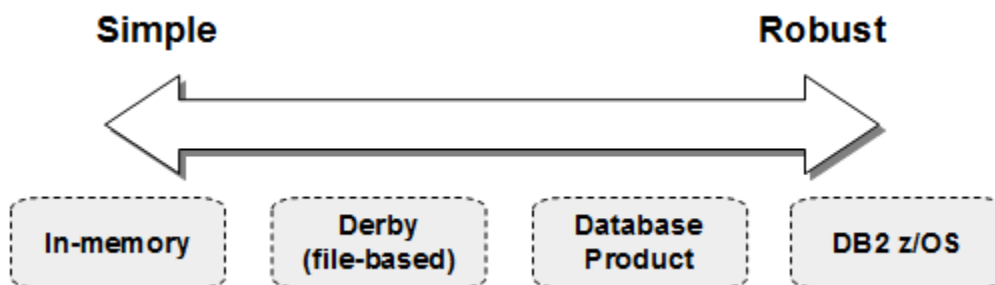 Simple
Robust
In-memory
Derby
(file-based)
Database
Product
DB2 z/OS